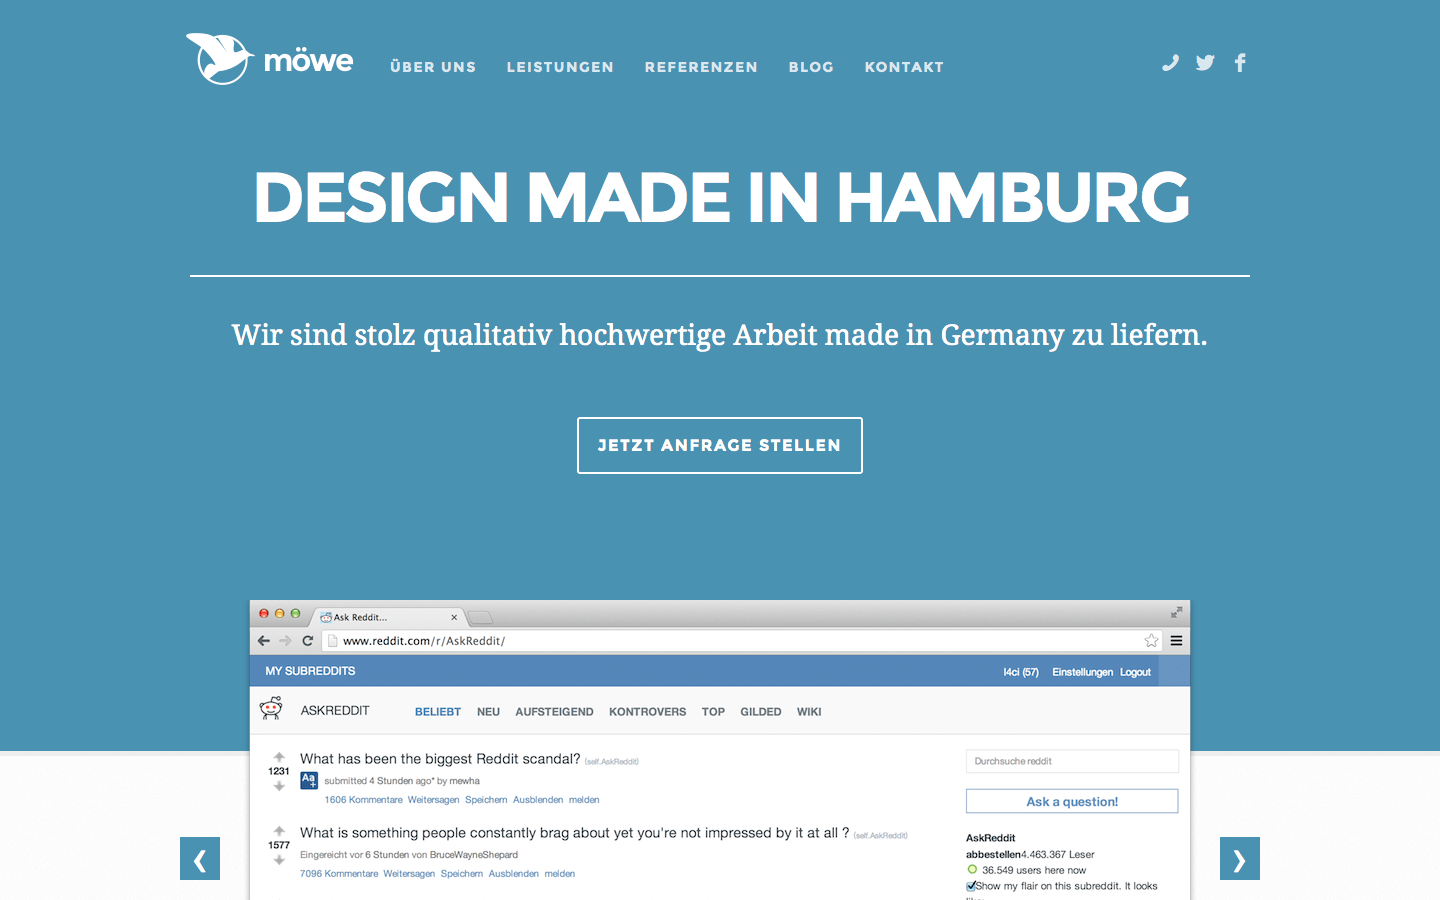 möwe
ÜBER UNS LEISTUNGEN REFERENZEN BLOG KONTAKT
DESIGN MADE IN HAMBURG
Wir sind stolz qualitativ hochwertige Arbeit made in Germany zu liefern.
JETZT ANFRAGE STELLEN
Ask Reddit...
www.reddit.com/r/AskReddit/
MY SUBREDDITS l4ci (57) Einstellungen Logout
ASKREDDIT BELIEBT NEU AUFSTEIGEND KONTROVERS TOP GILDED WIKI
What has been the biggest Reddit scandal? (self.AskReddit)
1231
Aa+
submitted 4 Stunden ago* by mewha
1606 Kommentare Weitersagen Speichern Ausblenden melden
What is something people constantly brag about yet you're not impressed by it at all ? (self.AskReddit)
1577
Eingereicht vor 6 Stunden von BruceWayneShepard
7096 Kommentare Weitersagen Speichern Ausblenden melden
Durchsuche reddit
Ask a question!
AskReddit
abbestellen4.463.367 Leser
36.549 users here now
Show my flair on this subreddit. It looks